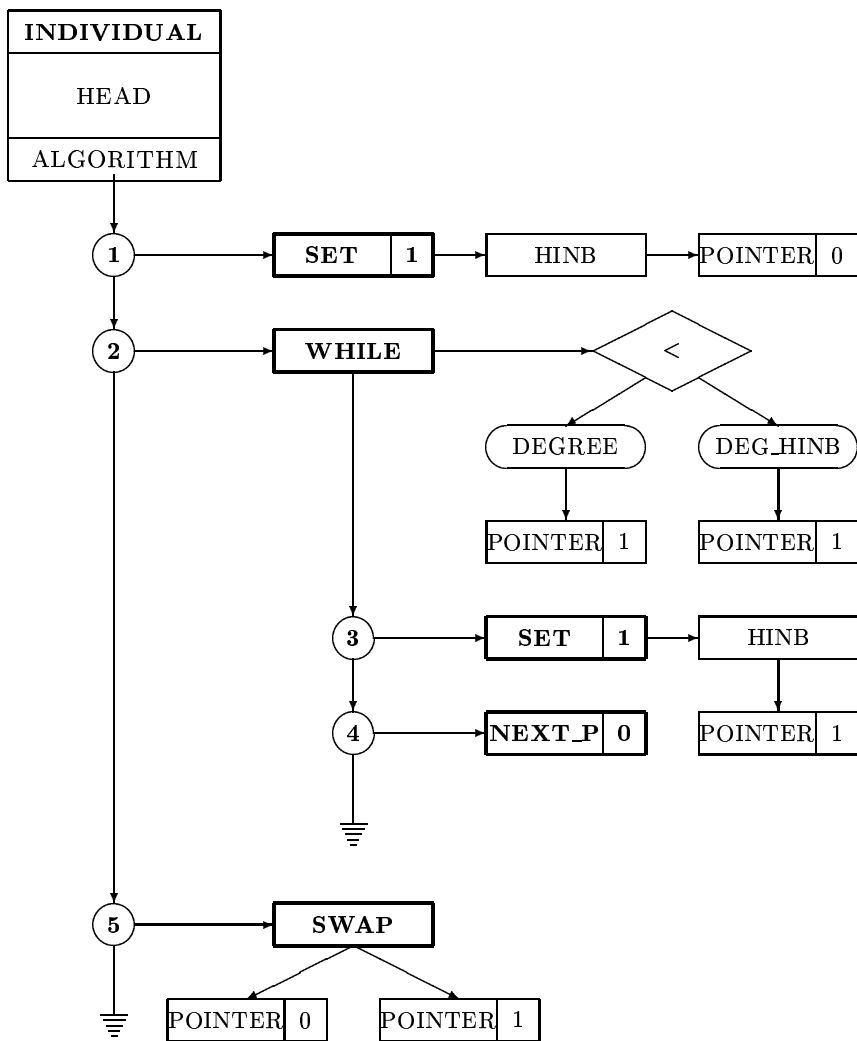 INDIVIDUAL
HEAD
ALGORITHM
1 SET 1 HINB POINTER 0
2 WHILE <
DEGREE DEG_HINB
POINTER 1 POINTER 1
3 SET 1 HINB
4 NEXT_P 0 POINTER 1
5 SWAP
POINTER 0 POINTER 1